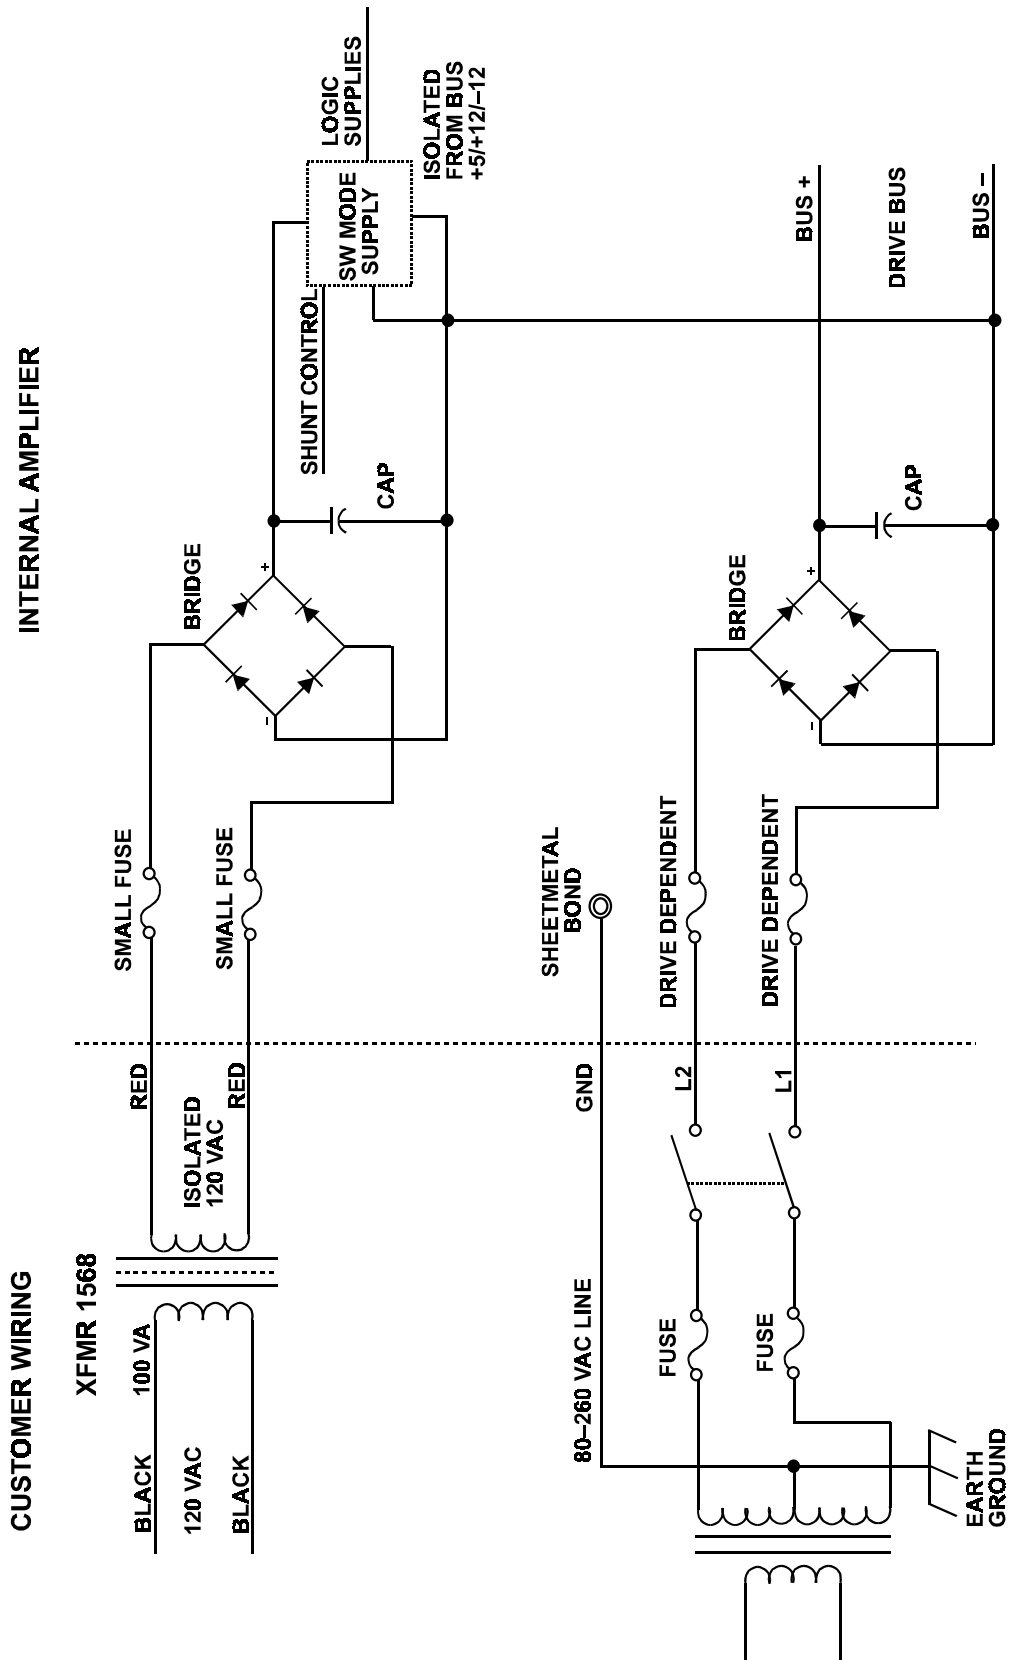 CUSTOMER WIRING
INTERNAL AMPLIFIER
XFMR 1568
BLACK
100 VA
120 VAC
BLACK
RED
ISOLATED
120 VAC
RED
SMALL FUSE
SMALL FUSE
BRIDGE
+
–
CAP
SHUNT CONTROL
SW MODE
SUPPLY
LOGIC
SUPPLIES
ISOLATED
FROM BUS
+5/+12/–12
80–260 VAC LINE
GND
SHEETMETAL
BOND
FUSE
FUSE
L2
L1
DRIVE DEPENDENT
DRIVE DEPENDENT
BRIDGE
+
–
CAP
BUS +
DRIVE BUS
BUS –
EARTH
GROUND